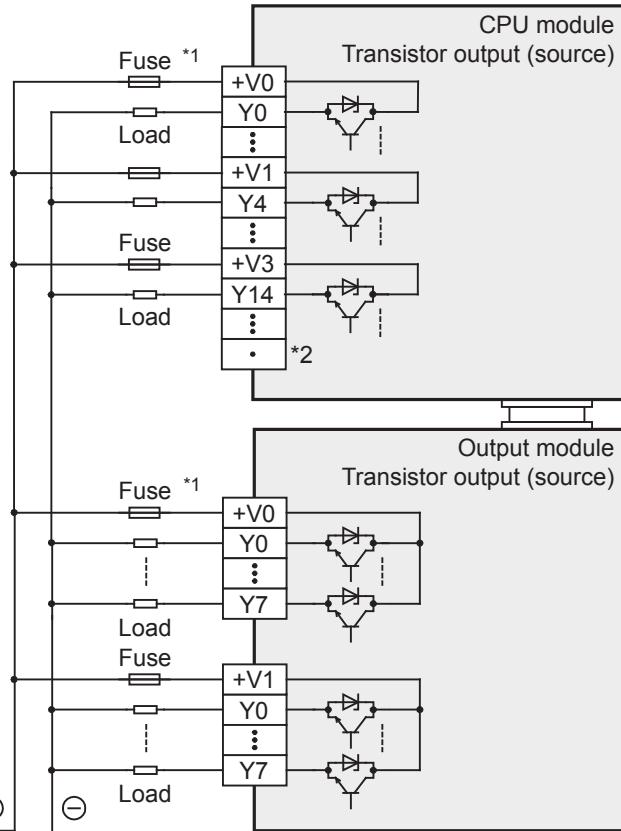 CPU module
Transistor output (source)
Fuse *1
+V0
Y0
Load
+V1
Y4
Fuse
+V3
Y14
Load
*2
Output module
Transistor output (source)
Fuse *1
+V0
Y0
Y7
Load
Fuse
+V1
Y0
Y7
Load